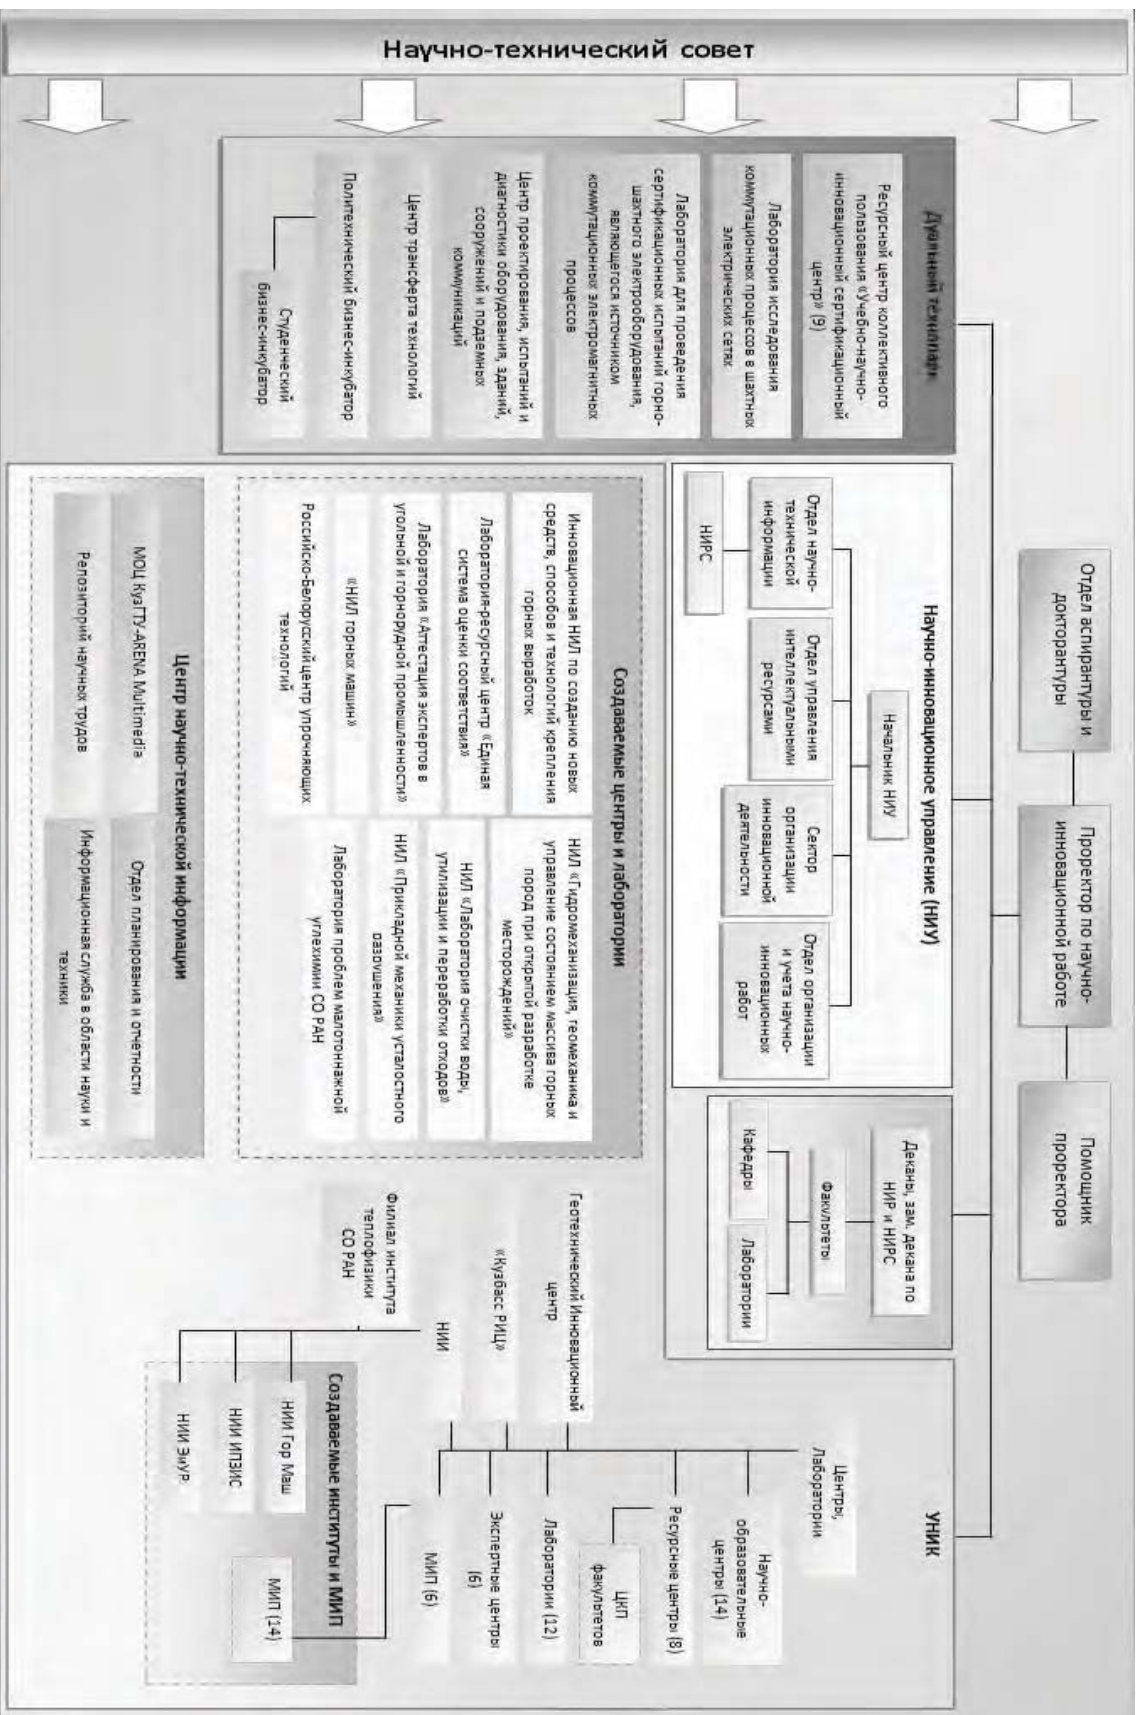 Научно-технический совет
Отдел аспирантуры и
докторантуры
Проректор по научно-
инновационной работе
Помощник
проректора
Дуальный технопарк
Ресурсный центр коллективного
пользования «Учебно-научно-
инновационный сертификационный
центр» (9)
Лаборатория исследования
коммутационных процессов в шахтных
электрических сетях
Лаборатория для проведения
сертификационных испытаний горно-
шахтного электрооборудования,
являющегося источником
коммутационных электромагнитных
процессов
Центр проектирования, испытаний и
диагностики оборудования, зданий,
сооружений и подземных
коммуникаций
Центр трансферта технологий
Политехнический бизнес-инкубатор
Студенческий
бизнес-инкубатор
Научно-инновационное управление (НИУ)
Начальник НИУ
Отдел научно-
технической
информации
Отдел управления
интеллектуальными
ресурсами
Сектор
организации
инновационной
деятельности
Отдел организации
и учета научно-
инновационных
работ
НИРС
Деканы, зам. декана по
НИР и НИРС
Факультеты
Кафедры
Лаборатории
УНИК
Центры,
Лаборатории
Научно-
образовательные
центры (14)
Ресурсные центры (8)
ЦКП
факультетов
Лаборатории (12)
Экспертные центры
(6)
МИП (6)
Геотехнический Инновационный
центр
«Кузбасс РИЦ»
НИИ
Филиал института
теплофизики
СО РАН
Создаваемые институты и МИП
НИИ Гор Маш
НИИ ИПЗИС
НИИ ЭиУР
МИП (14)
Создаваемые центры и лаборатории
Инновационная НИЛ по созданию новых
средств, способов и технологий крепления
горных выработок
Лаборатория-ресурсный центр «Единая
система оценки соответствия»
Лаборатория «Аттестация экспертов в
угольной и горнорудной промышленности»
«НИЛ горных машин»
Российско-Белорусский центр упрочняющих
технологий
НИЛ «Гидромеханизация, геомеханика и
управление состоянием массива горных
пород при открытой разработке
месторождений»
НИЛ «Лаборатория очистки воды,
утилизации и переработки отходов»
НИЛ «Прикладной механики усталостного
разрушения»
Лаборатория проблем малотоннажной
углехимии СО РАН
Центр научно-технической информации
МОЦ КузГТУ-ARENA Multimedia
Репозиторий научных трудов
Отдел планирования и отчетности
Информационная служба в области науки и
техники